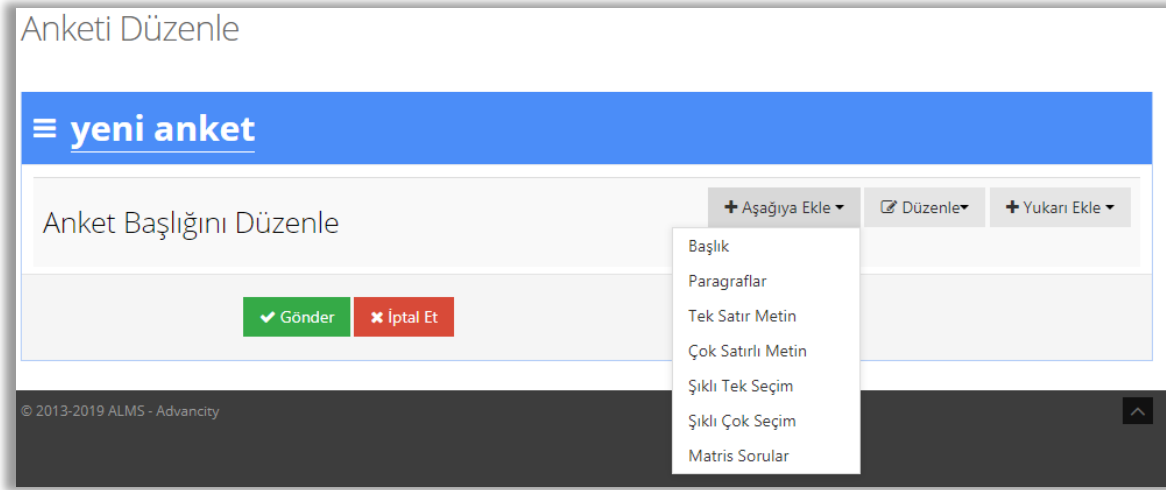 Anketi Düzenle
yeni anket
Anket Başlığını Düzenle
Aşağıya Ekle
Düzenle
Yukarı Ekle
Başlık
Paragraflar
Tek Satır Metin
Çok Satırlı Metin
Şıklı Tek Seçim
Şıklı Çok Seçim
Matris Sorular
Gönder
İptal Et
© 2013-2019 ALMS - Advancity